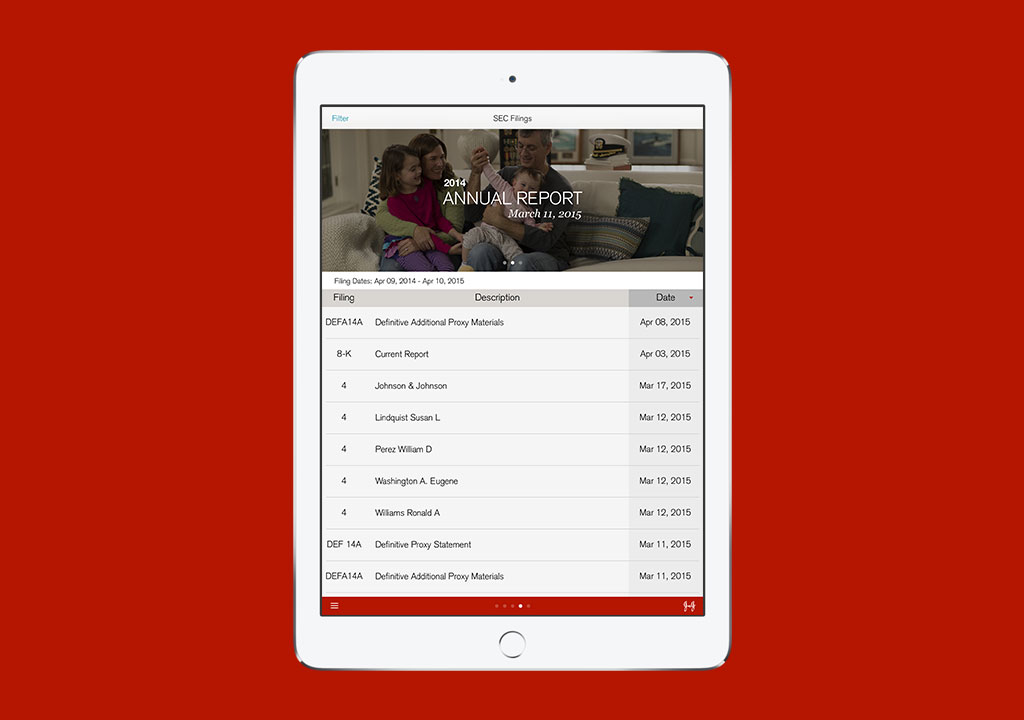 Filter
SEC Filings
2014
ANNUAL REPORT
March 11, 2015
Filing Dates: Apr 09, 2014 - Apr 10, 2015
Filing Description Date
DEFA14A Definitive Additional Proxy Materials Apr 08, 2015
8-K Current Report Apr 03, 2015
4 Johnson & Johnson Mar 17, 2015
4 Lindquist Susan L Mar 12, 2015
4 Perez William D Mar 12, 2015
4 Washington A. Eugene Mar 12, 2015
4 Williams Ronald A Mar 12, 2015
DEF 14A Definitive Proxy Statement Mar 11, 2015
DEFA14A Definitive Additional Proxy Materials Mar 11, 2015